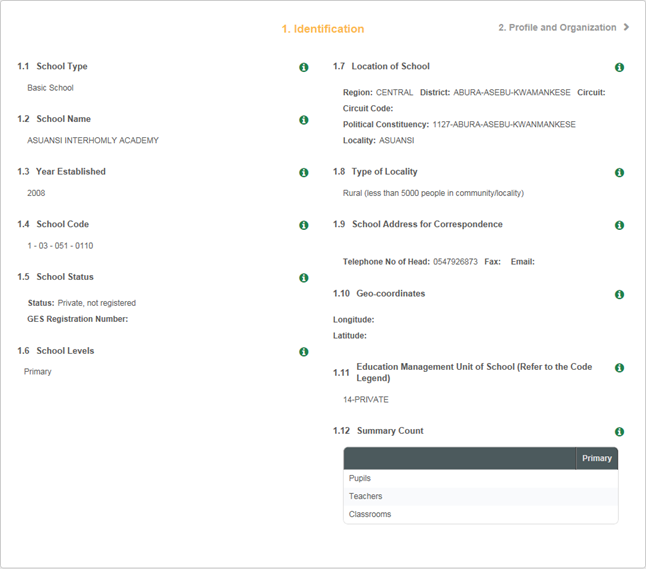 1. Identification
2. Profile and Organization
1.1 School Type
Basic School
1.2 School Name
ASUANSI INTERHOMLY ACADEMY
1.3 Year Established
2008
1.4 School Code
1 - 03 - 051 - 0110
1.5 School Status
Status: Private, not registered
GES Registration Number:
1.6 School Levels
Primary
1.7 Location of School
Region: CENTRAL District: ABURA-ASEBU-KWAMANKESE Circuit:
Circuit Code:
Political Constituency: 1127-ABURA-ASEBU-KWANMANKESE
Locality: ASUANSI
1.8 Type of Locality
Rural (less than 5000 people in community/locality)
1.9 School Address for Correspondence
Telephone No of Head: 0547926873 Fax: Email:
1.10 Geo-coordinates
Longitude:
Latitude:
1.11 Education Management Unit of School (Refer to the Code
Legend)
14-PRIVATE
1.12 Summary Count
Primary
Pupils
Teachers
Classrooms